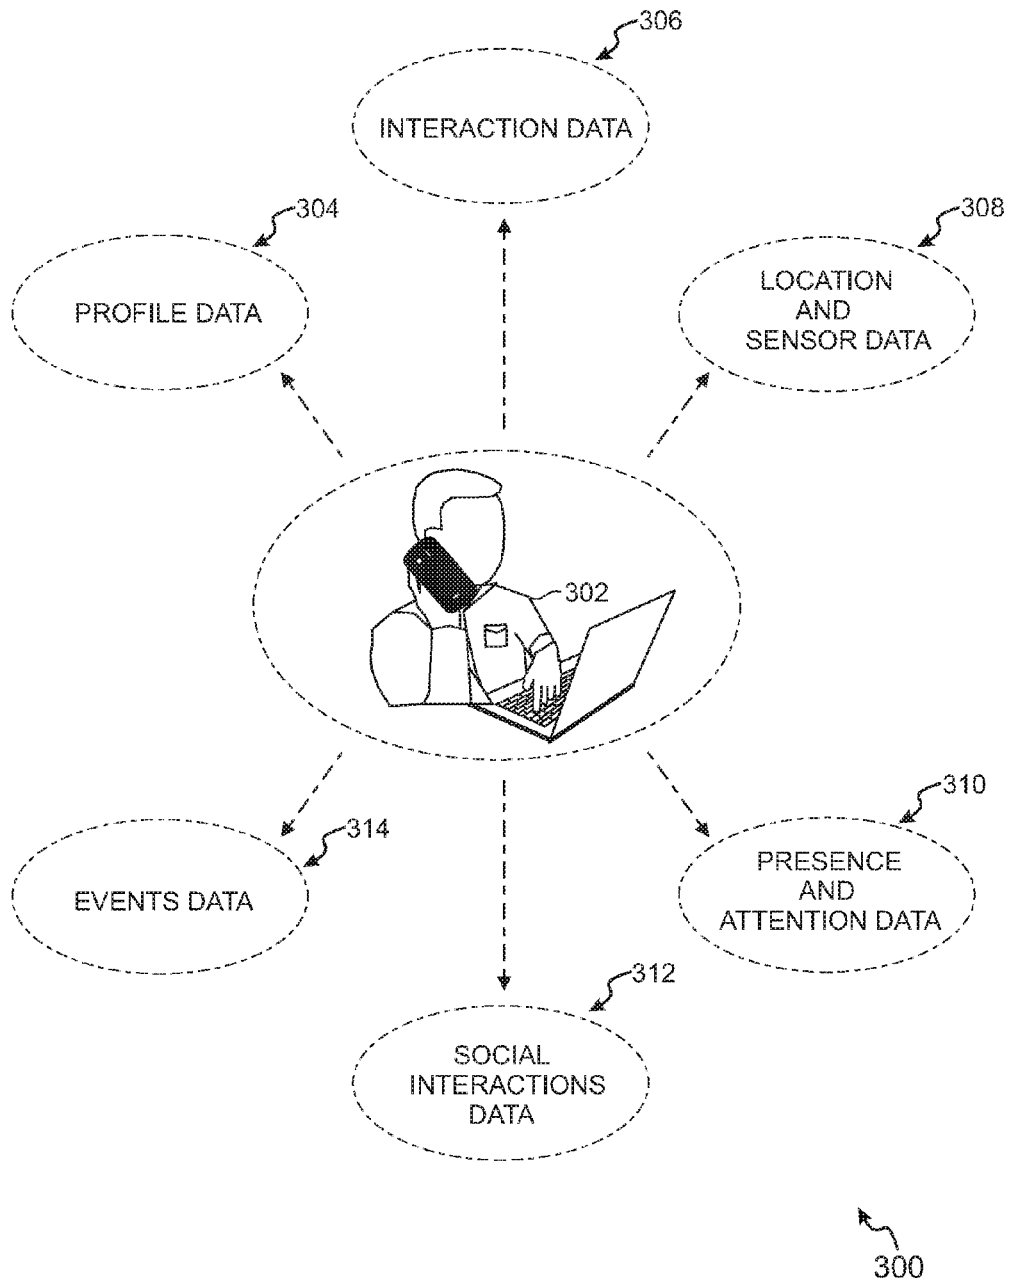 306
INTERACTION DATA
304
PROFILE DATA
308
LOCATION
AND
SENSOR DATA
302
310
PRESENCE
AND
ATTENTION DATA
314
EVENTS DATA
312
SOCIAL
INTERACTIONS
DATA
300